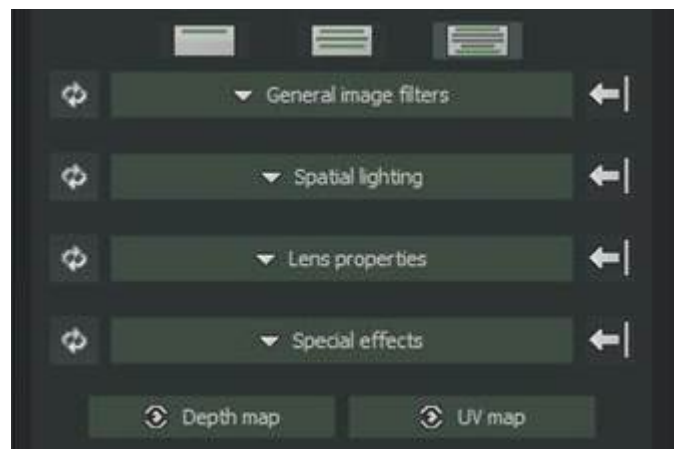 General image filters
Spatial lighting
Lens properties
Special effects
Depth map
UV map